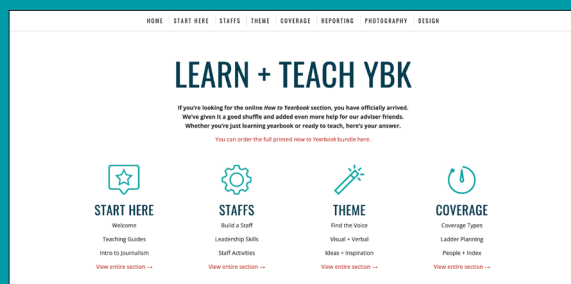 HOME START HERE STAFFS THEME COVERAGE REPORTING PHOTOGRAPHY DESIGN
LEARN + TEACH YBK
If you're looking for the online How to Yearbook section, you have officially arrived.
We've given it a good shuffle and added even more help for our adviser friends.
Whether you're just learning yearbook or ready to teach, here's your answer.
You can order the full printed How to Yearbook bundle here.
START HERE STAFFS THEME COVERAGE
Welcome Build a Staff Find the Voice Coverage Types
Teaching Guides Leadership Skills Visual + Verbal Ladder Planning
Intro to Journalism Staff Activities Ideas + Inspiration People + Index
View entire section → View entire section → View entire section → View entire section →